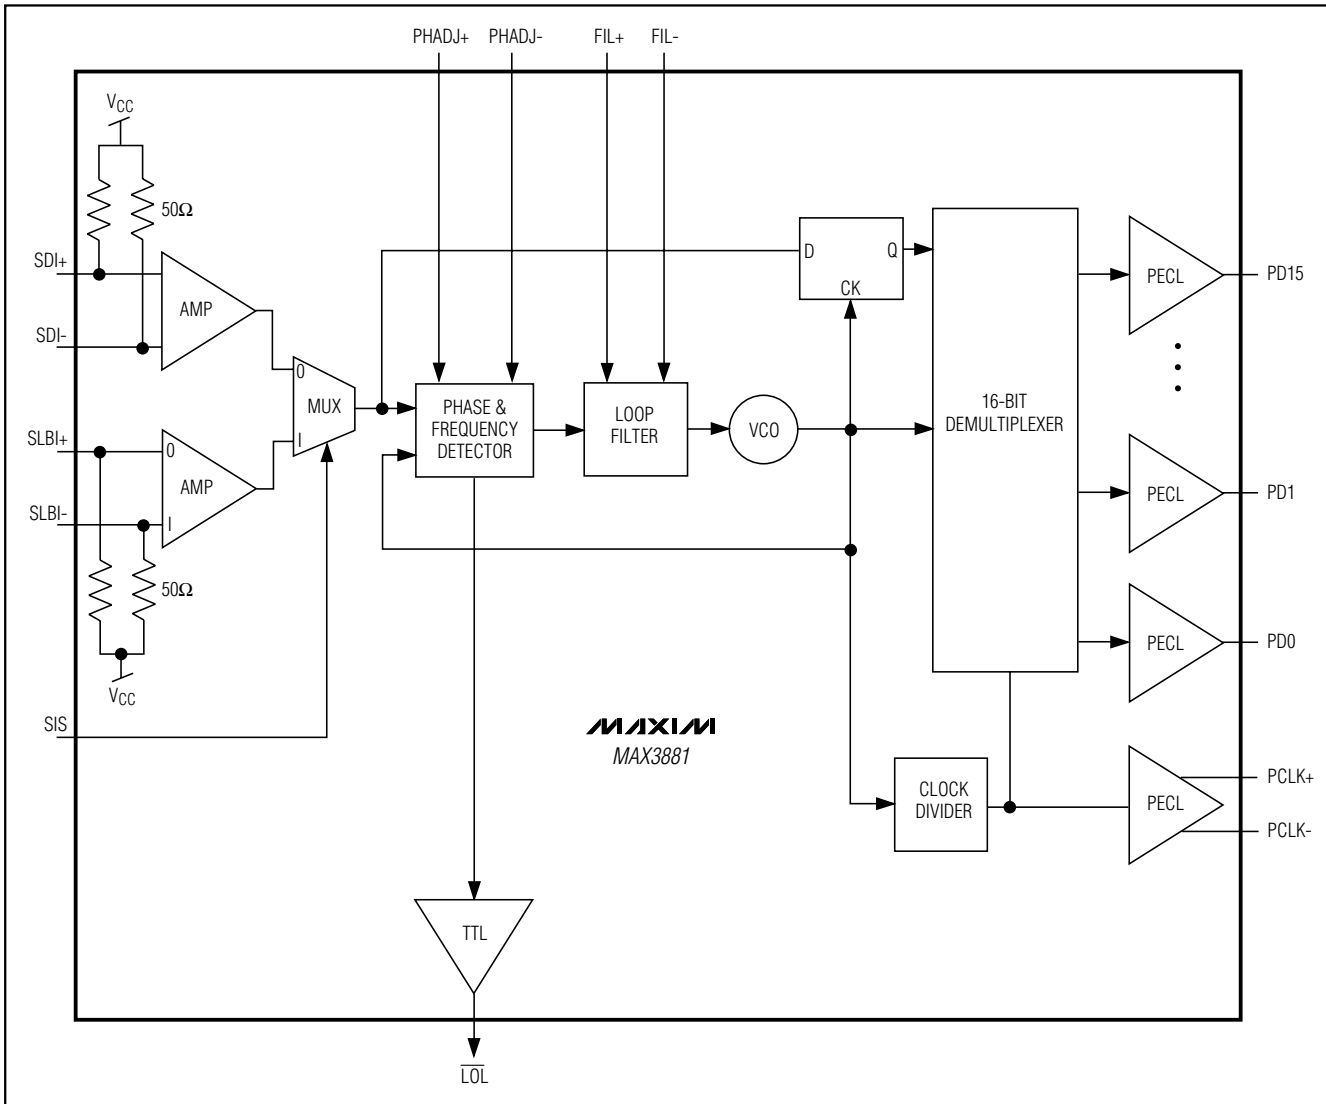 PHADJ+ PHADJ- FIL+ FIL-
VCC
50Ω
SDI+
AMP
SDI-
0
MUX
I
SLBI+
0
AMP
SLBI-
I
50Ω
VCC
SIS
PHASE &
FREQUENCY
DETECTOR
LOOP
FILTER
VCO
D Q
CK
16-BIT
DEMULTIPLEXER
PECL PD15
PECL PD1
PECL PD0
MAXIM
MAX3881
CLOCK
DIVIDER
PECL
PCLK+
PCLK-
TTL
LOL